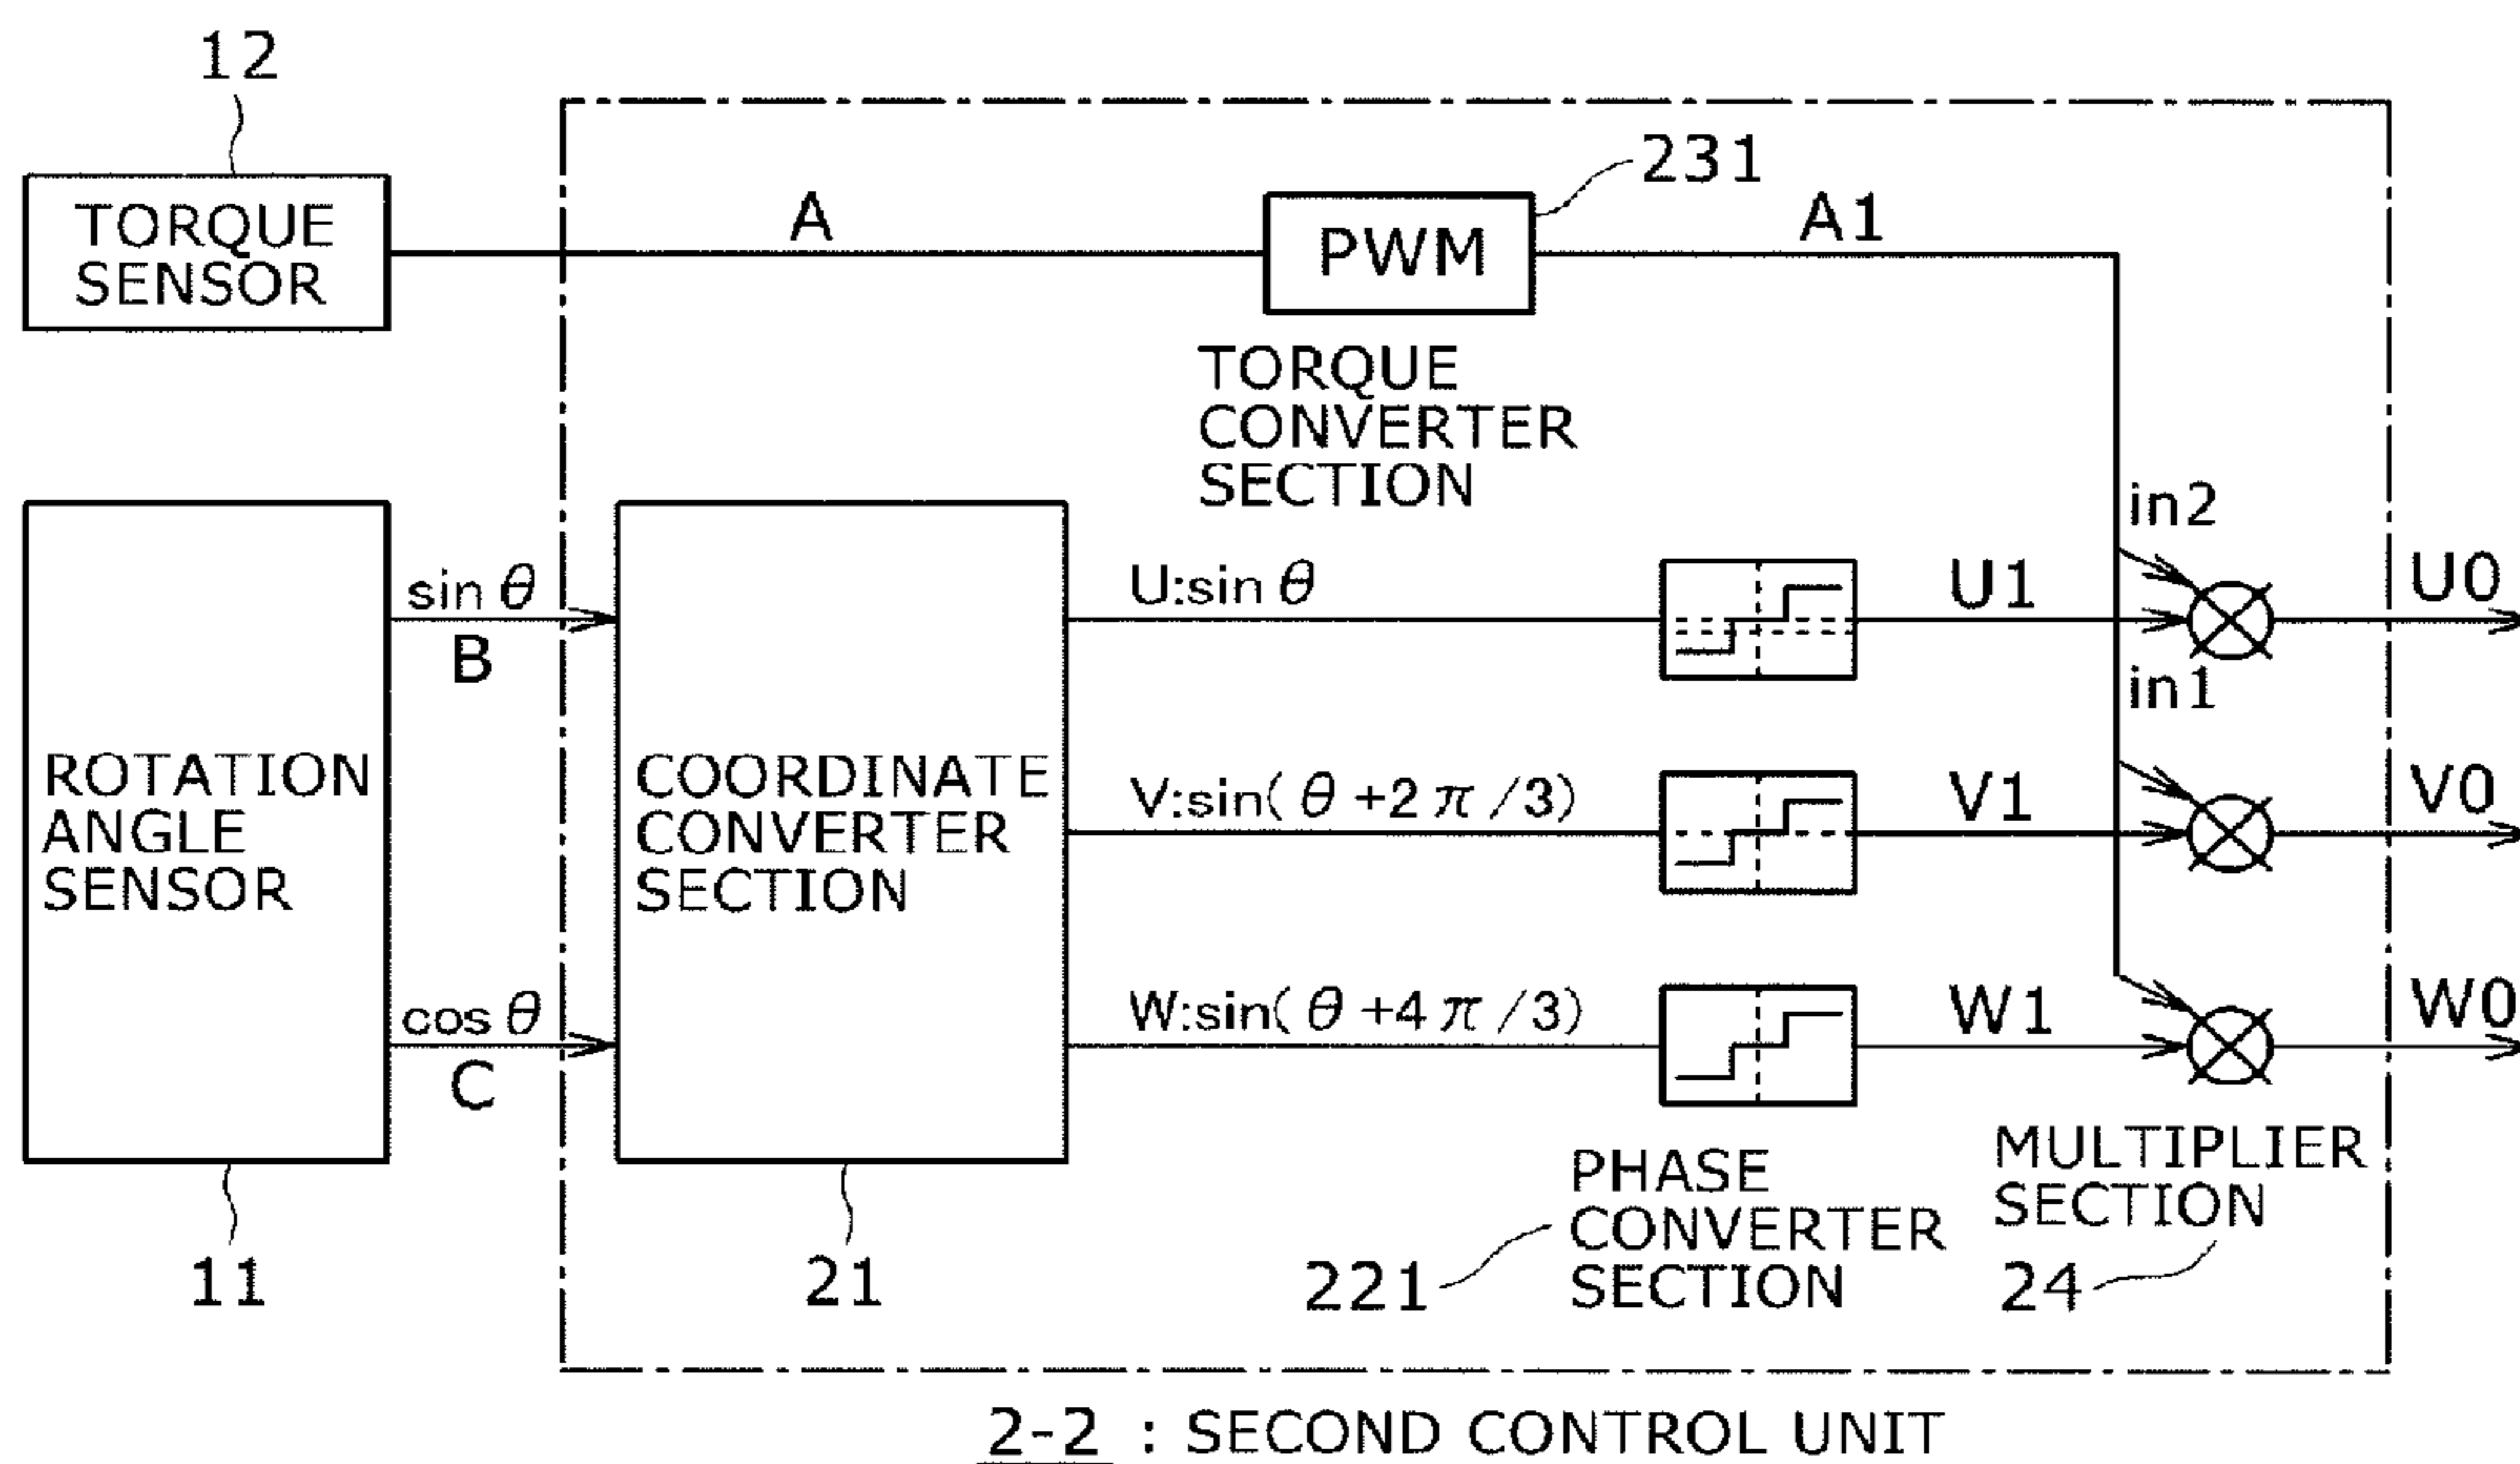 12
TORQUE
SENSOR
A
PWM
231
A1
TORQUE
CONVERTER
SECTION
ROTATION
ANGLE
SENSOR
11
sin θ
B
cos θ
C
COORDINATE
CONVERTER
SECTION
21
U:sin θ
V:sin( θ +2 π /3)
W:sin( θ +4 π /3)
U1
V1
W1
in2
in1
U0
V0
W0
PHASE
CONVERTER
SECTION
221
MULTIPLIER
SECTION
24
2-2 : SECOND CONTROL UNIT